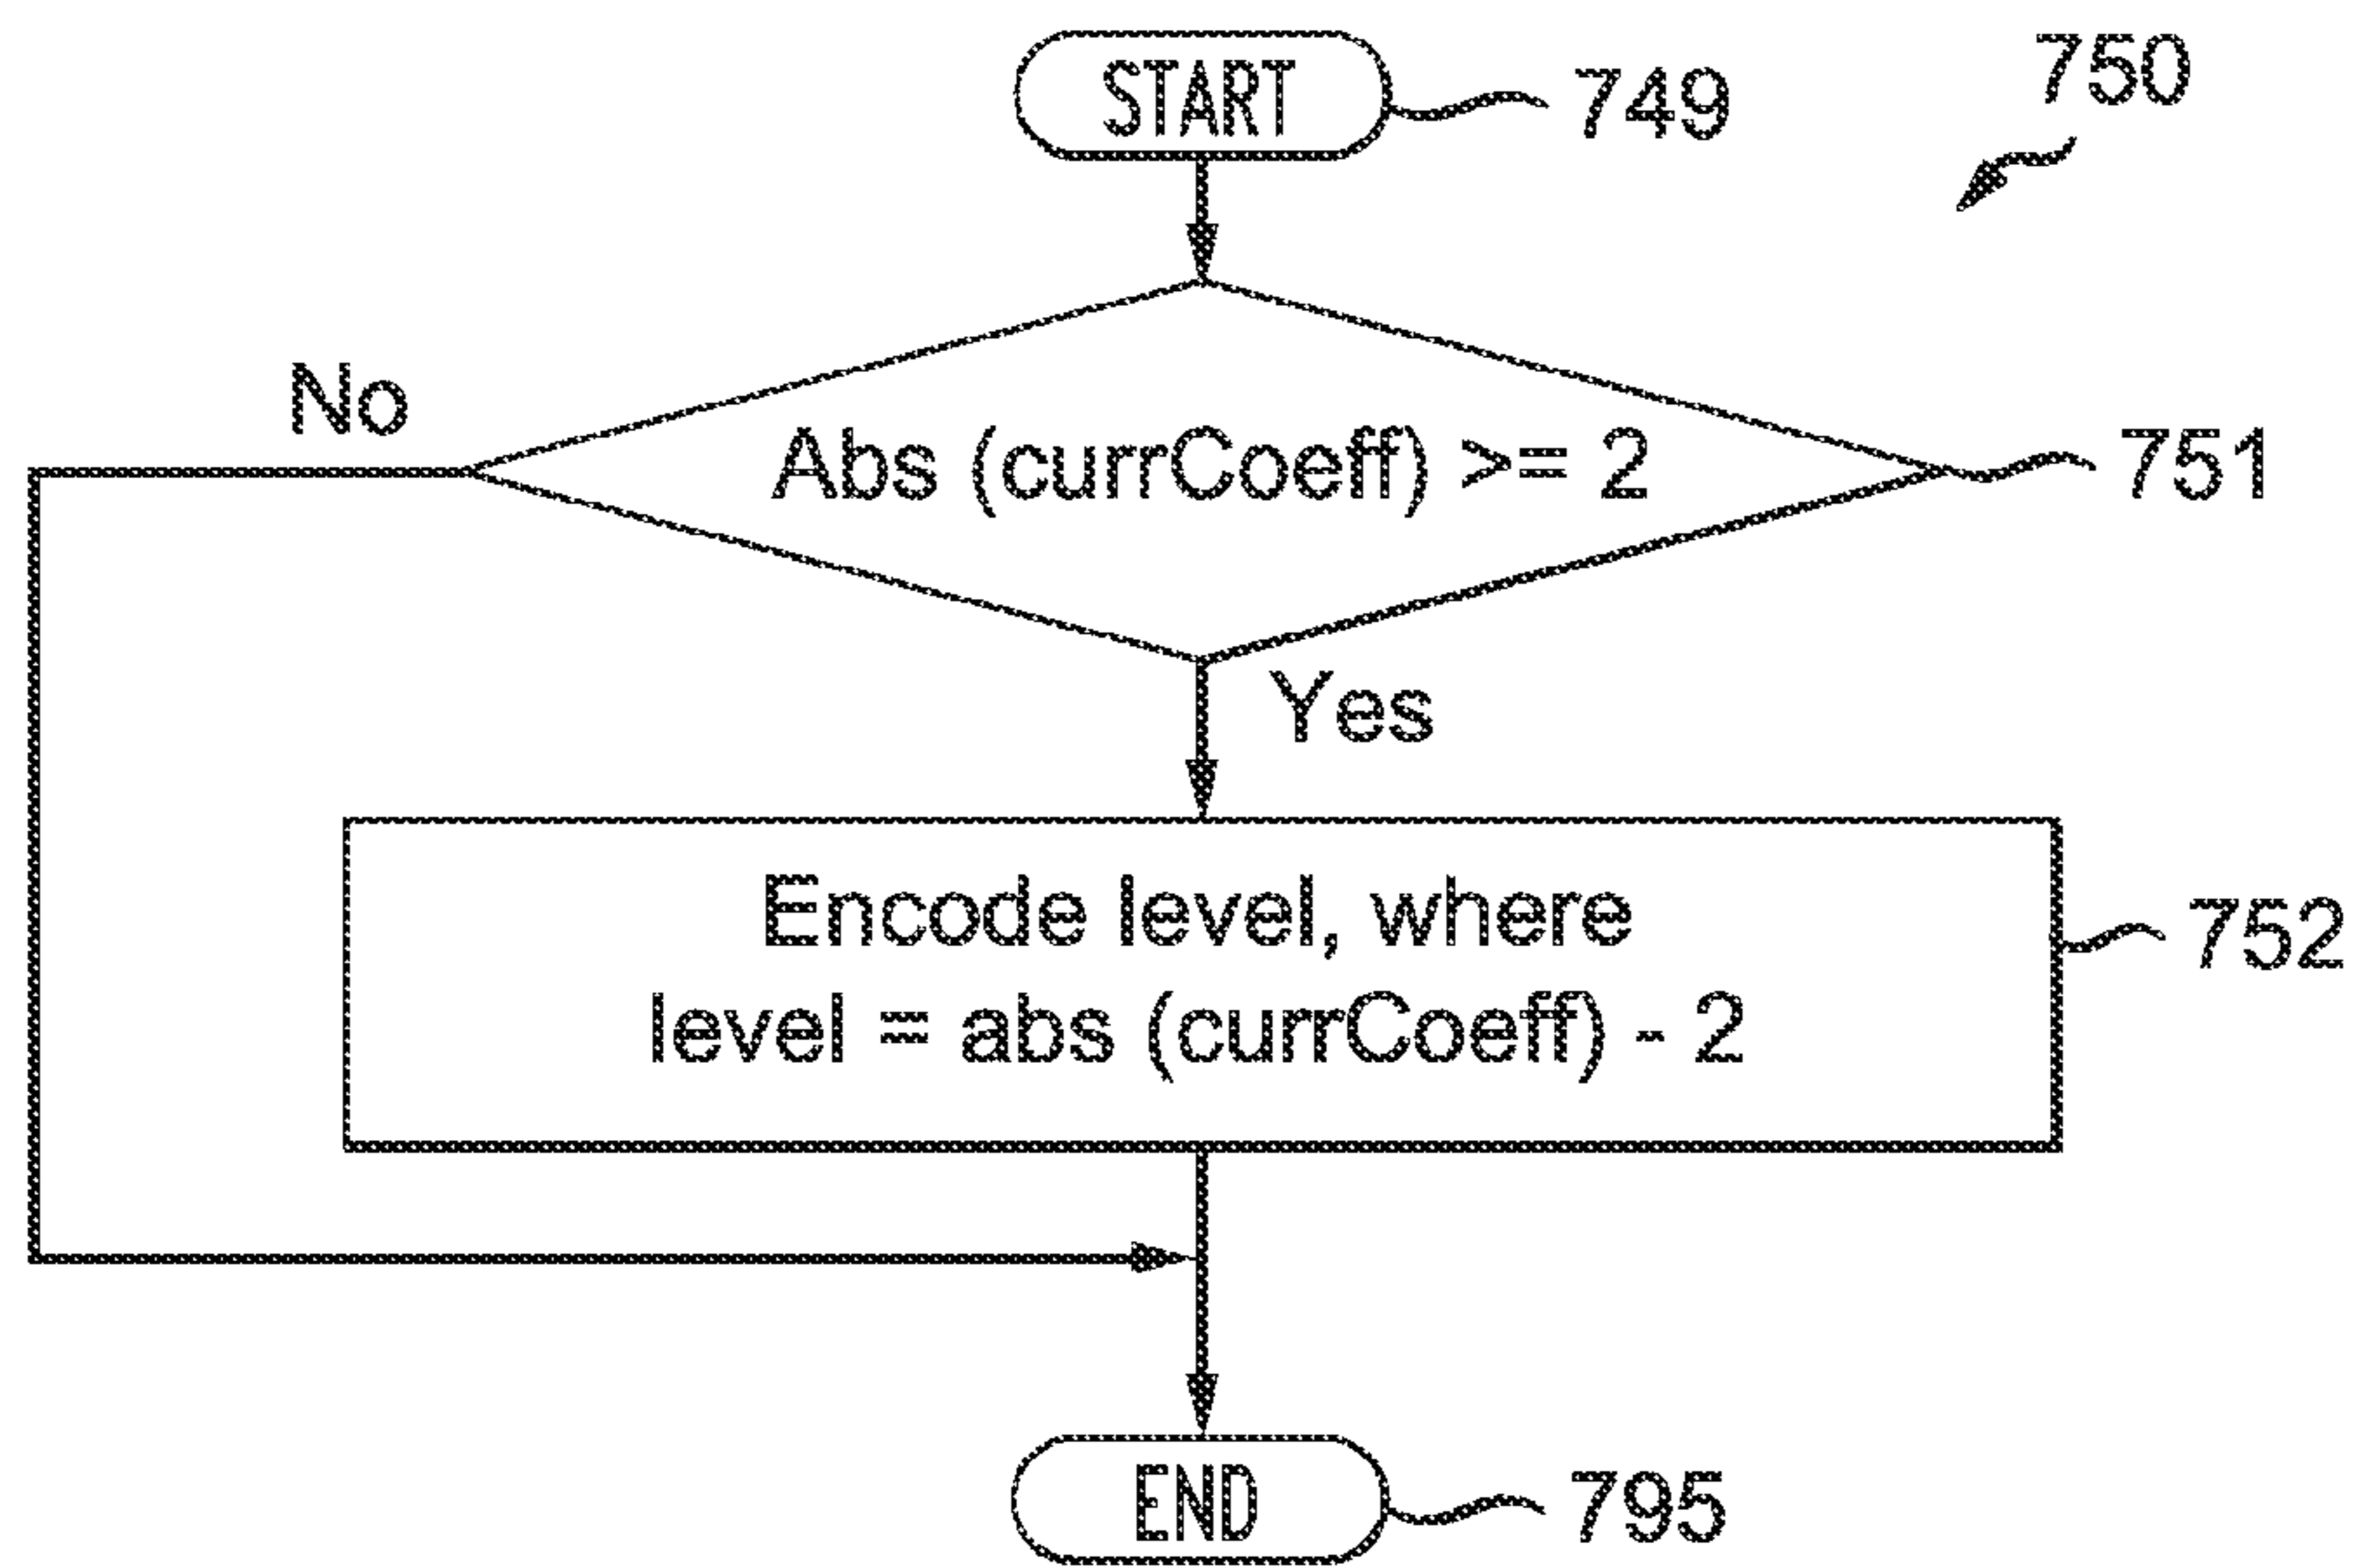 START
749
750
No
Abs (currCoeff) >= 2
751
Yes
Encode level, where
level = abs (currCoeff) - 2
752
END
795